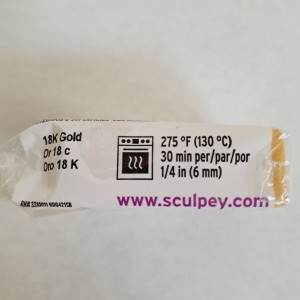 18K Gold
Or 18 c
Oro 18 K
275 °F (130 °C)
30 min per/par/por
1/4 in (6 mm)
www.sculpey.com